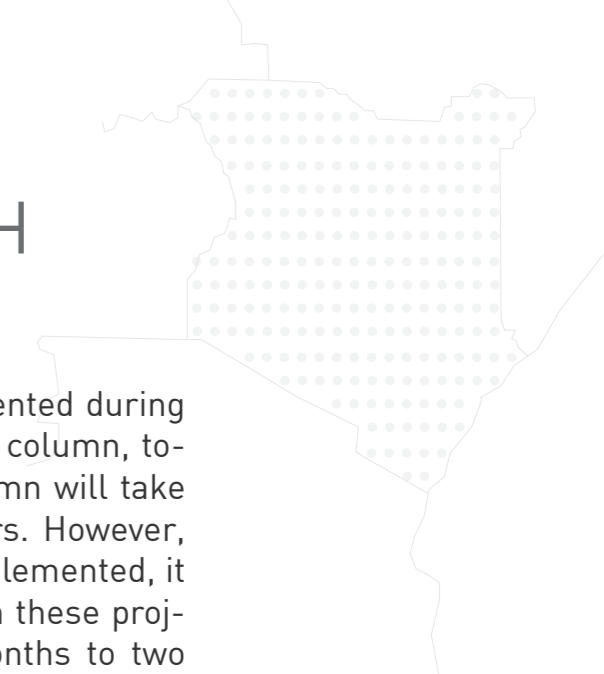 H
ented during
column, to-
mn will take
rs. However,
lemented, it
n these proj-
onths to two